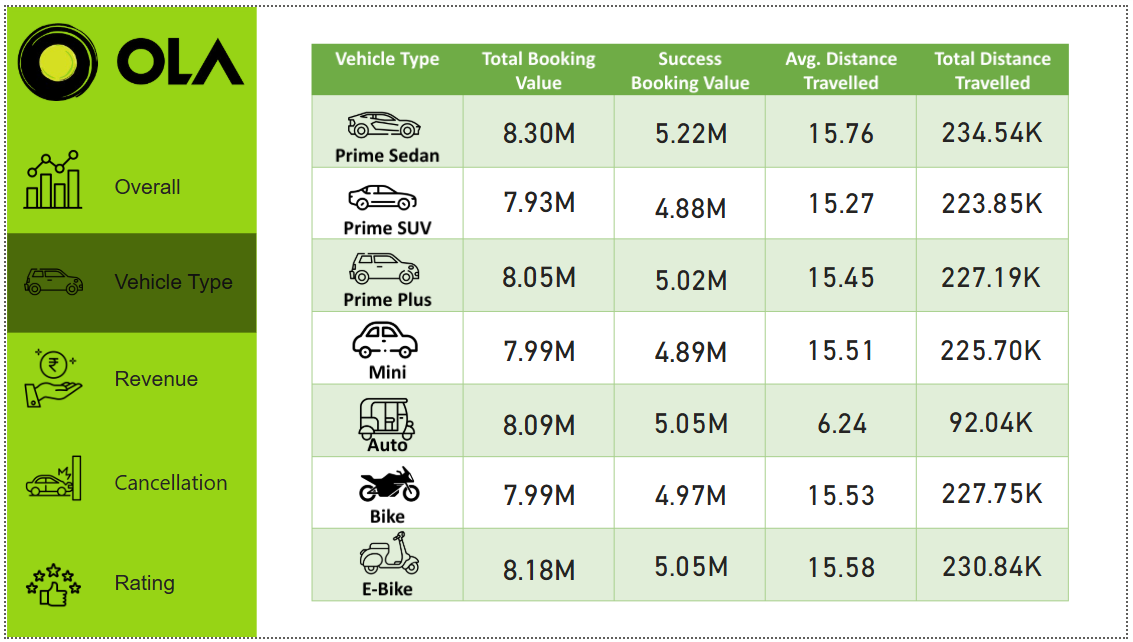 OLA
Overall
Vehicle Type
Revenue
Cancellation
Rating
Vehicle Type Total Booking Value Success Booking Value Avg. Distance Travelled Total Distance Travelled
Prime Sedan 8.30M 5.22M 15.76 234.54K
Prime SUV 7.93M 4.88M 15.27 223.85K
Prime Plus 8.05M 5.02M 15.45 227.19K
Mini 7.99M 4.89M 15.51 225.70K
Auto 8.09M 5.05M 6.24 92.04K
Bike 7.99M 4.97M 15.53 227.75K
E-Bike 8.18M 5.05M 15.58 230.84K